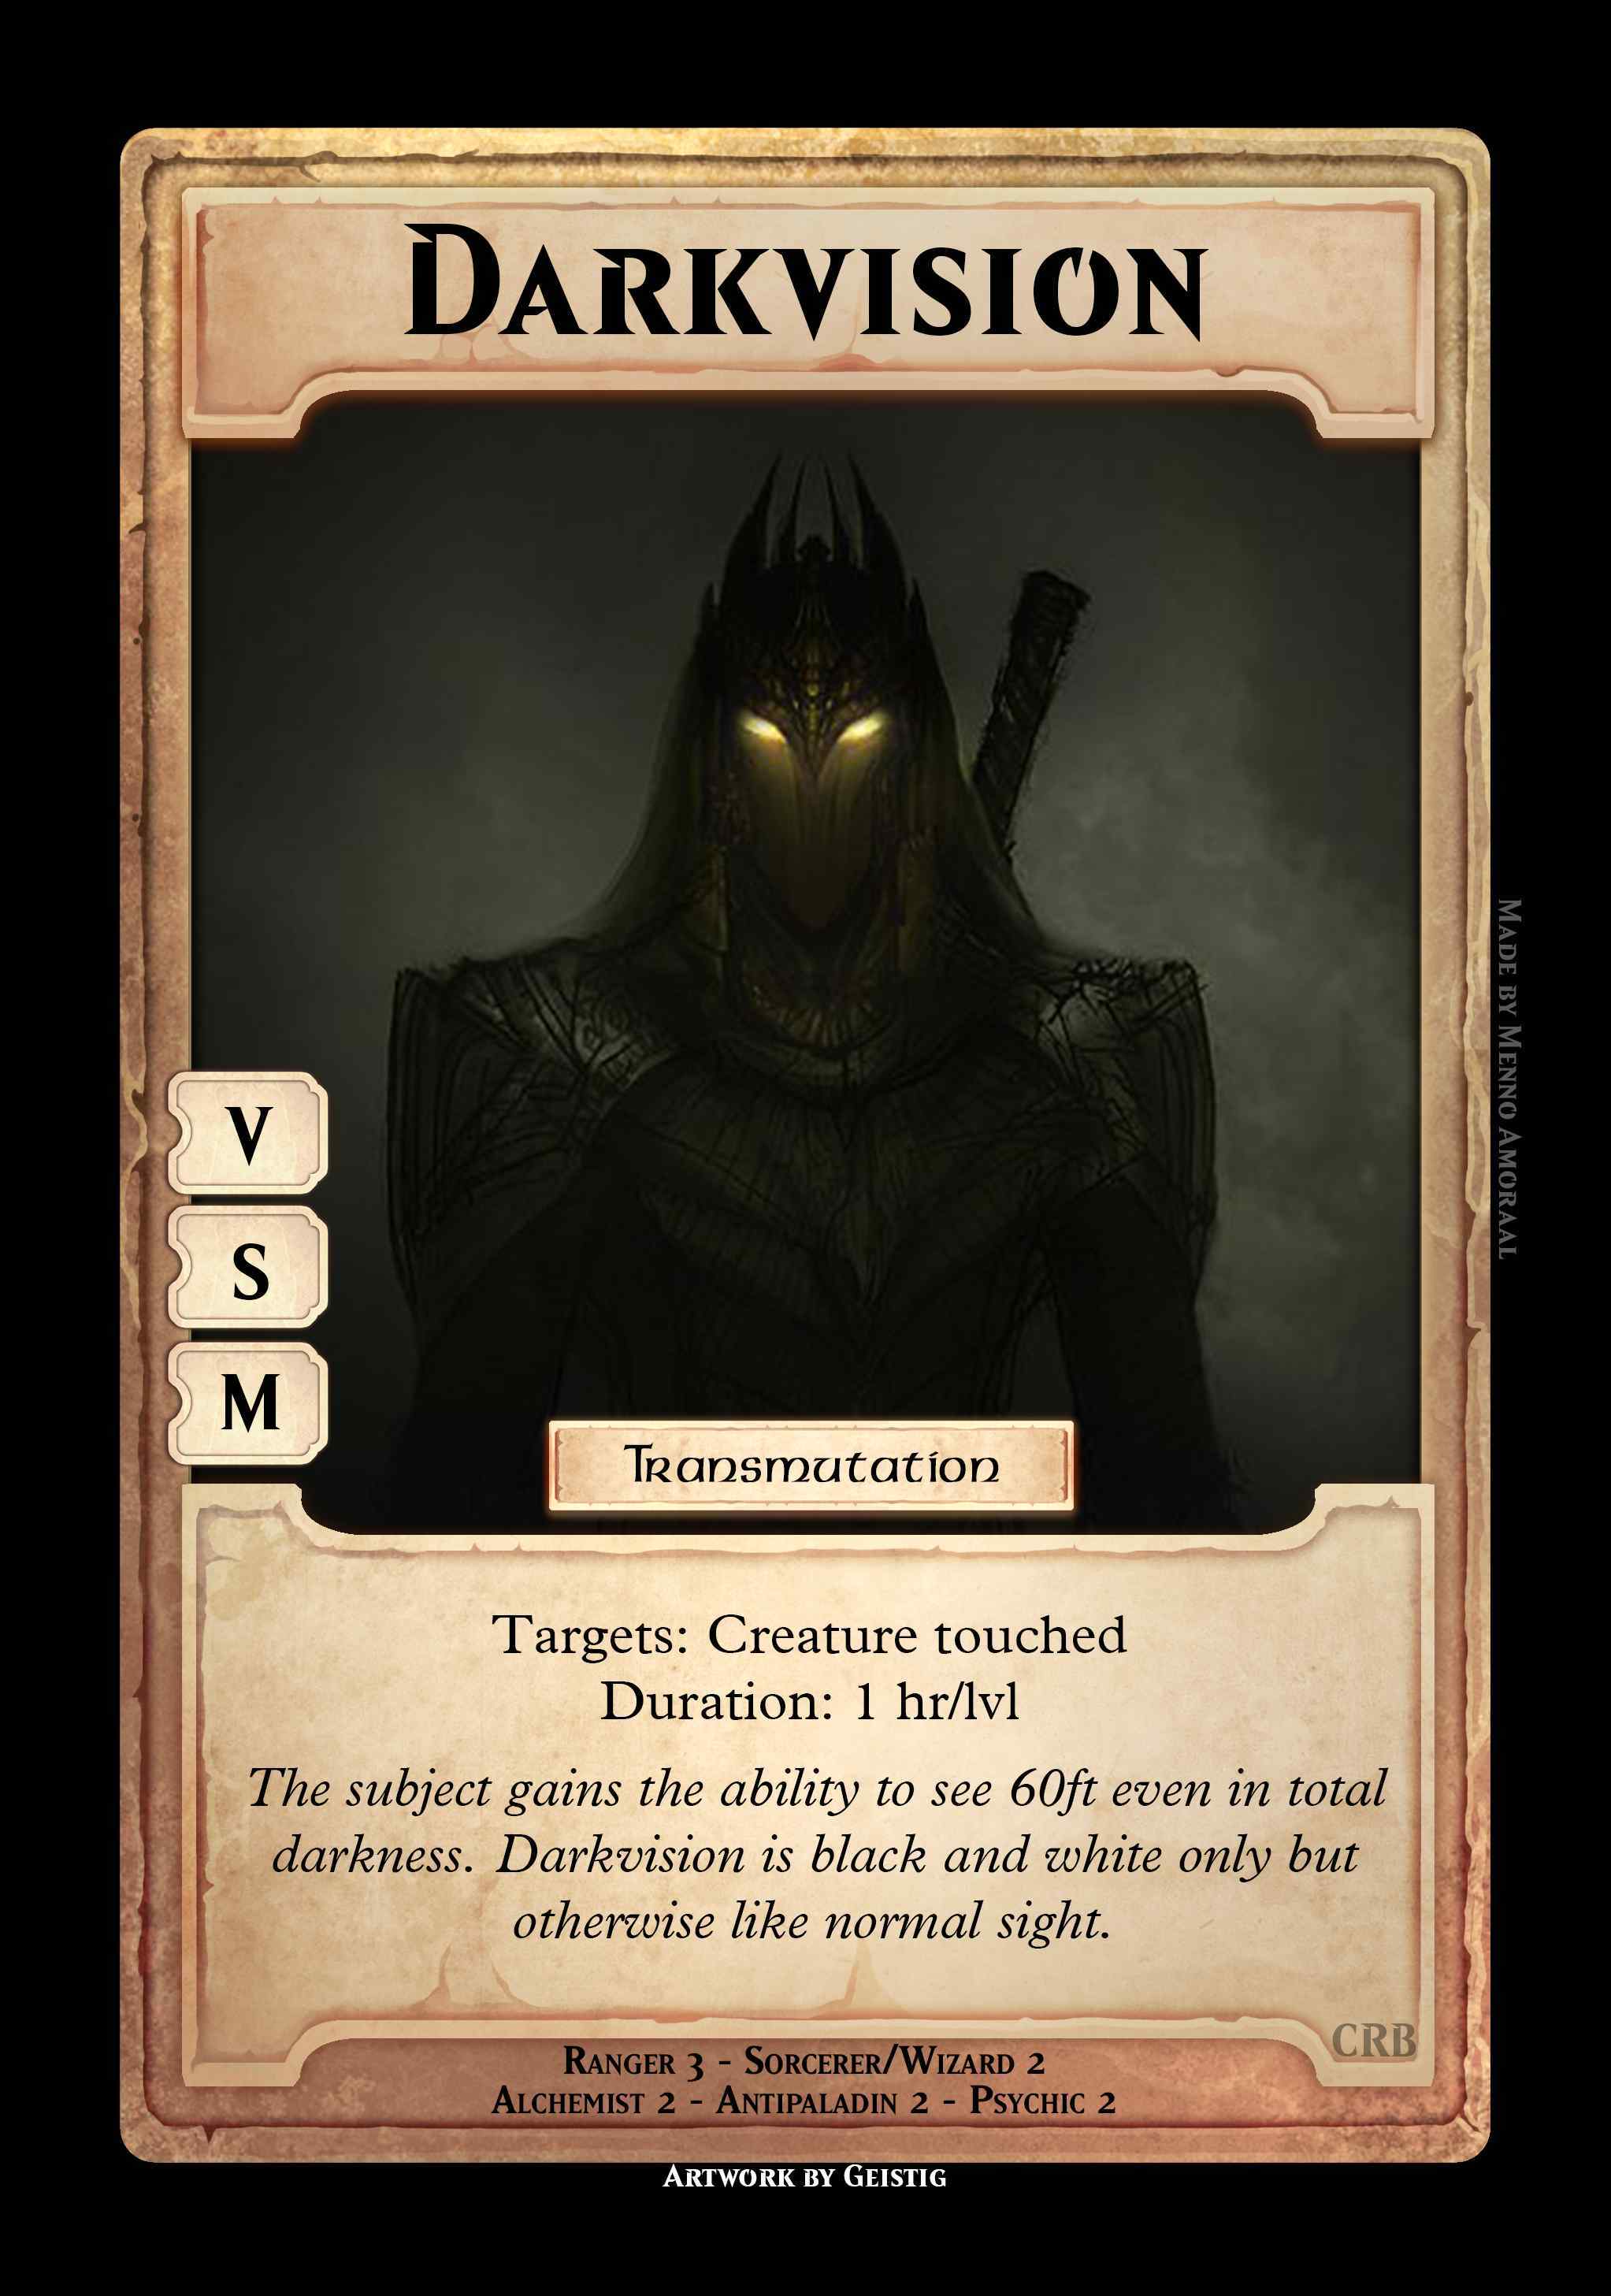 Darkvision
V
S
M
Transmutation
Targets: Creature touched
Duration: 1 hr/lvl
The subject gains the ability to see 60ft even in total
darkness. Darkvision is black and white only but
otherwise like normal sight.
CRB
Ranger 3 - Sorcerer/Wizard 2
Alchemist 2 - Antipaladin 2 - Psychic 2
Artwork by Geistig
Made by Menno Amoraal